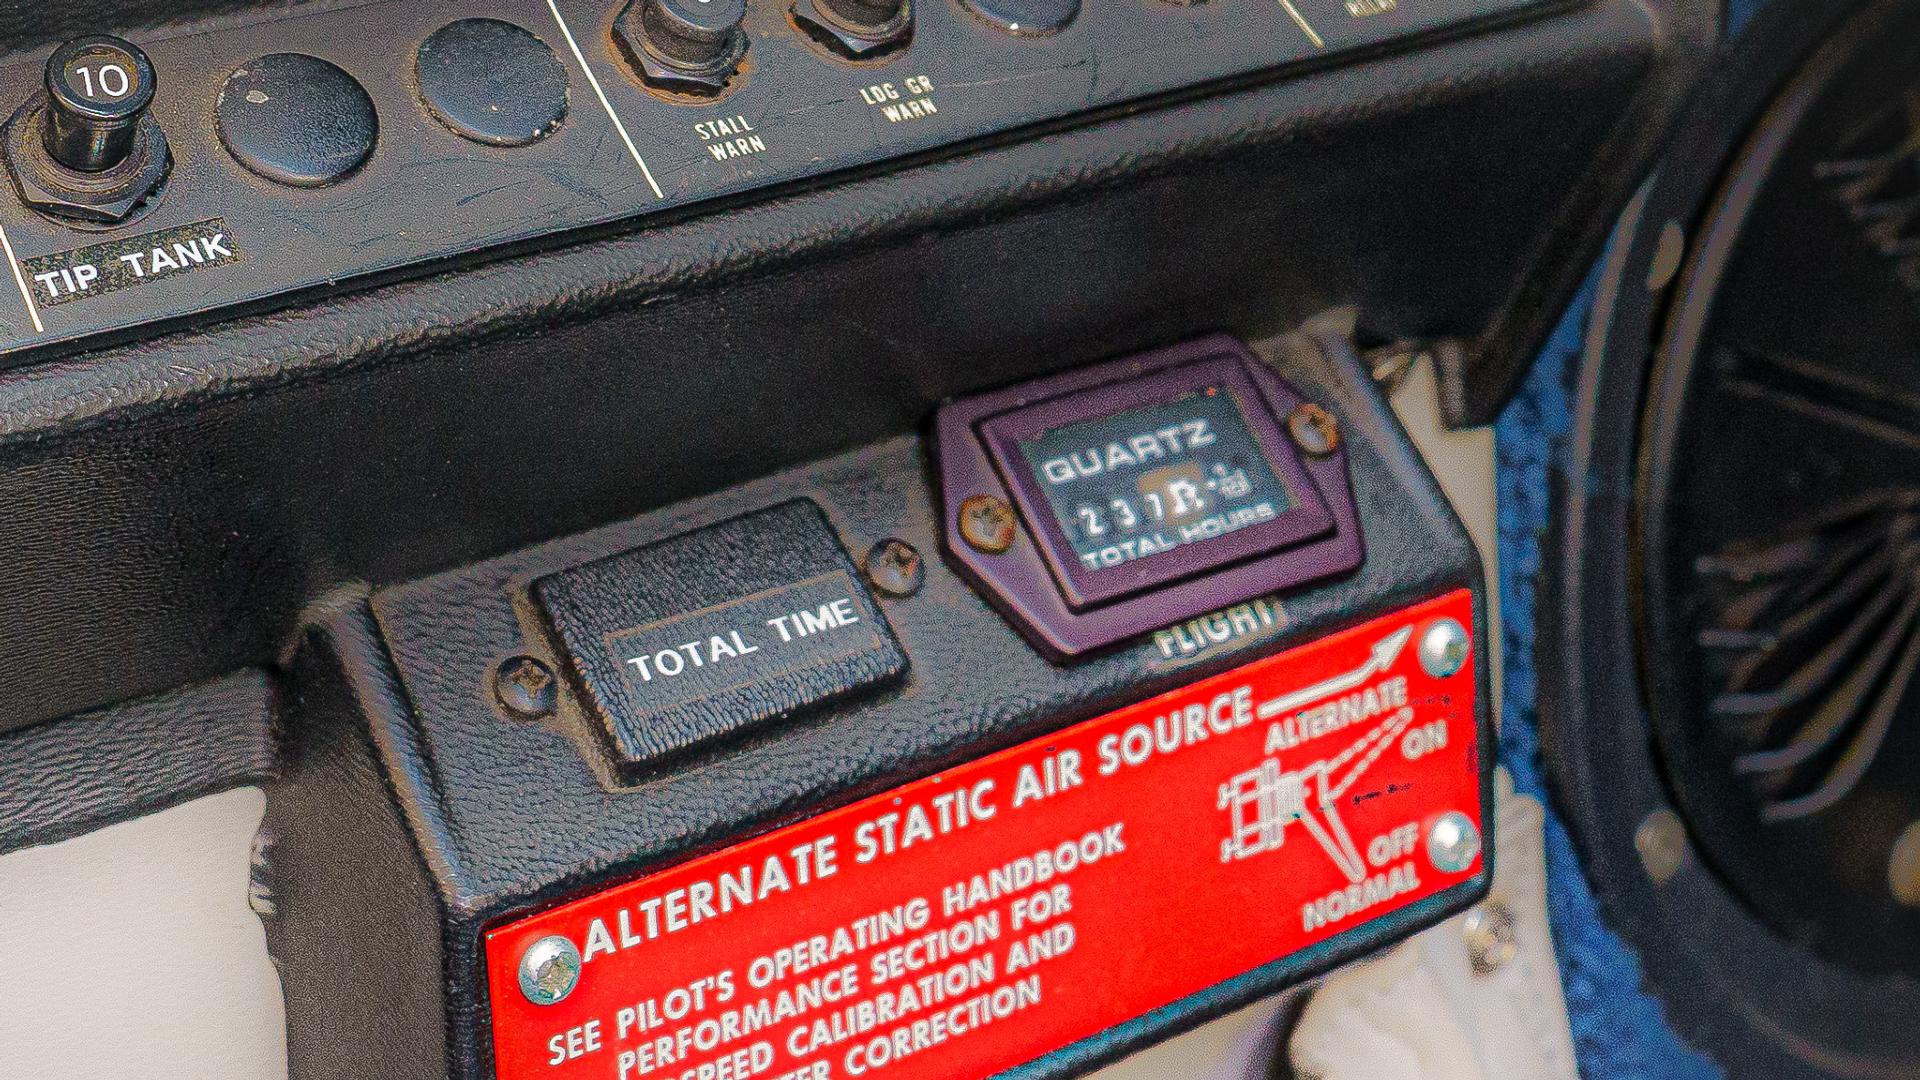 10
TIP TANK
STALL
WARN
LDG GR
WARN
QUARTZ
TOTAL HOURS
FLIGHT
TOTAL TIME
ALTERNATE STATIC AIR SOURCE
ALTERNATE
ON
OFF
NORMAL
SEE PILOT'S OPERATING HANDBOOK
PERFORMANCE SECTION FOR
CALIBRATION AND
CORRECTION